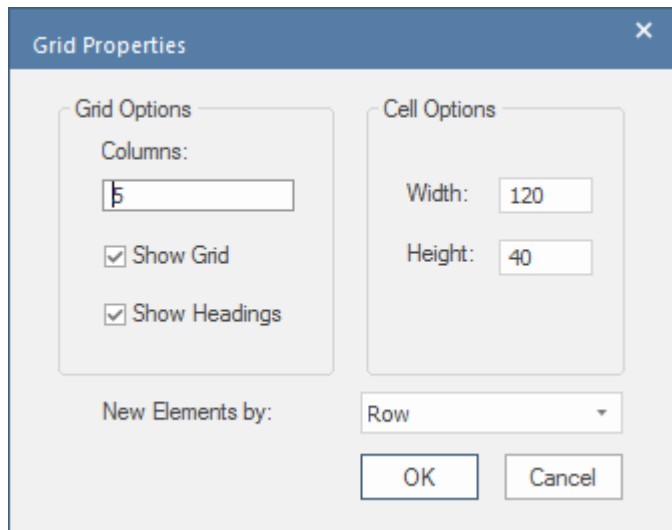 Grid Properties
Grid Options
Columns:
5
Show Grid
Show Headings
Cell Options
Width: 120
Height: 40
New Elements by: Row
OK Cancel